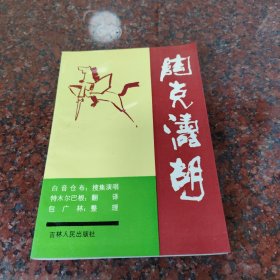 陶克涛胡
白音仓布：搜集演唱
特木尔巴根：翻译
包广林：整理
吉林人民出版社